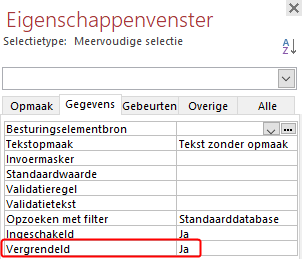 Eigenschappenvenster
Selectietype: Meervoudige selectie
Opmaak Gegevens Gebeurten Overige Alle
Besturingselementbron
Tekstopmaak Tekst zonder opmaak
Invoermasker
Standaardwaarde
Validatieregel
Validatietekst
Opzoeken met filter Standaarddatabase
Ingeschakeld Ja
Vergrendeld Ja